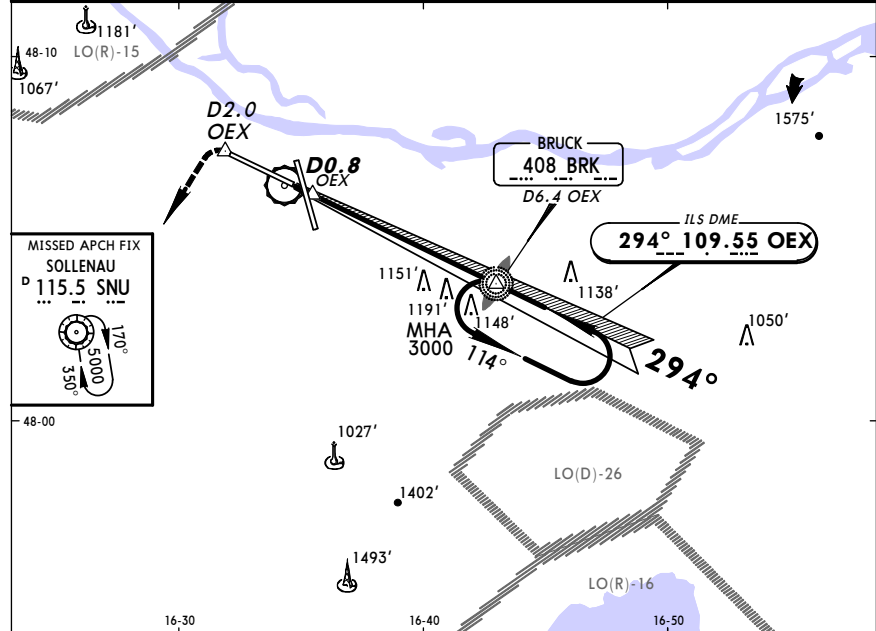 1181'
48-10
LO(R)-15
1067'
D2.0
OEX
1575'
BRUCK
408 BRK
D6.4 OEX
D0.8
OEX
ILS DME
294° 109.55 OEX
MISSED APCH FIX
SOLLENAU
D 115.5 SNU
170°
5000
350°
1151'
1191'
1148'
1138'
1050'
MHA
3000
114°
294°
48-00
1027'
LO(D)-26
1402'
1493'
LO(R)-16
16-30
16-40
16-50